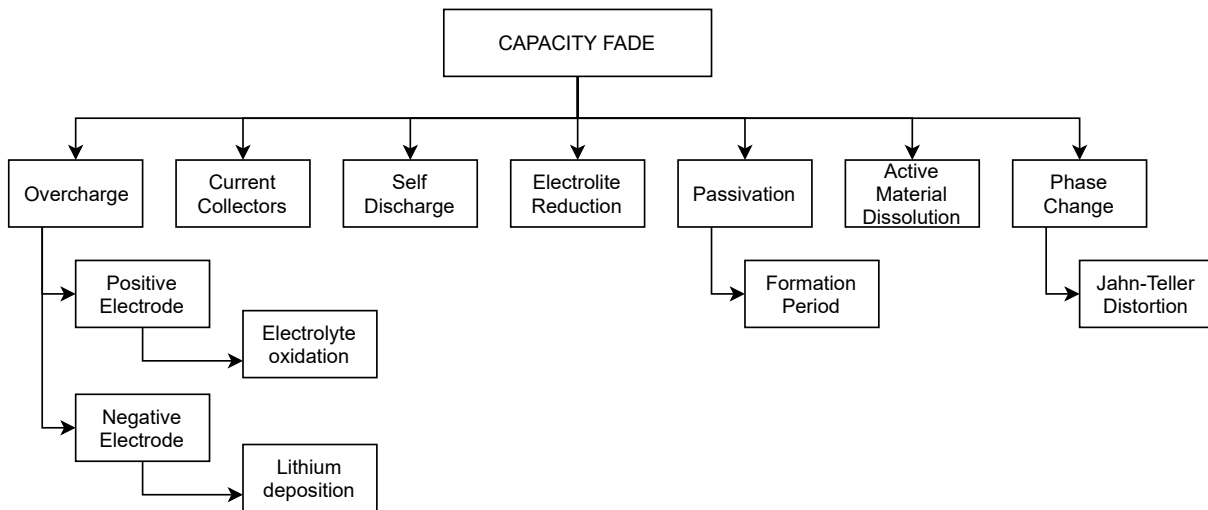 CAPACITY FADE
Overcharge
Current
Collectors
Self
Discharge
Electrolite
Reduction
Passivation
Active
Material
Dissolution
Phase
Change
Positive
Electrode
Formation
Period
Jahn-Teller
Distortion
Electrolyte
oxidation
Negative
Electrode
Lithium
deposition